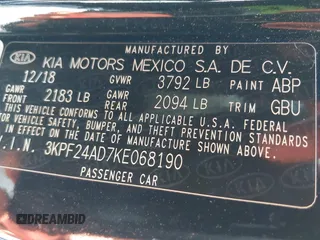 MANUFACTURED BY
KIA KIA MOTORS MEXICO S.A. DE C.V.
12/18 GVWR 3792 LB PAINT ABP
GAWR FRONT 2183 LB GAWR REAR 2094 LB TRIM GBU
THIS VEHICLE CONFORMS TO ALL APPLICABLE U.S. FEDERAL
MOTOR VEHICLE SAFETY, BUMPER, AND THEFT PREVENTION
STANDARDS IN EFFECT ON THE DATE OF MANUFACTURE
V.I.N. 3KPF24AD7KE068190
PASSENGER CAR
DREAMBID